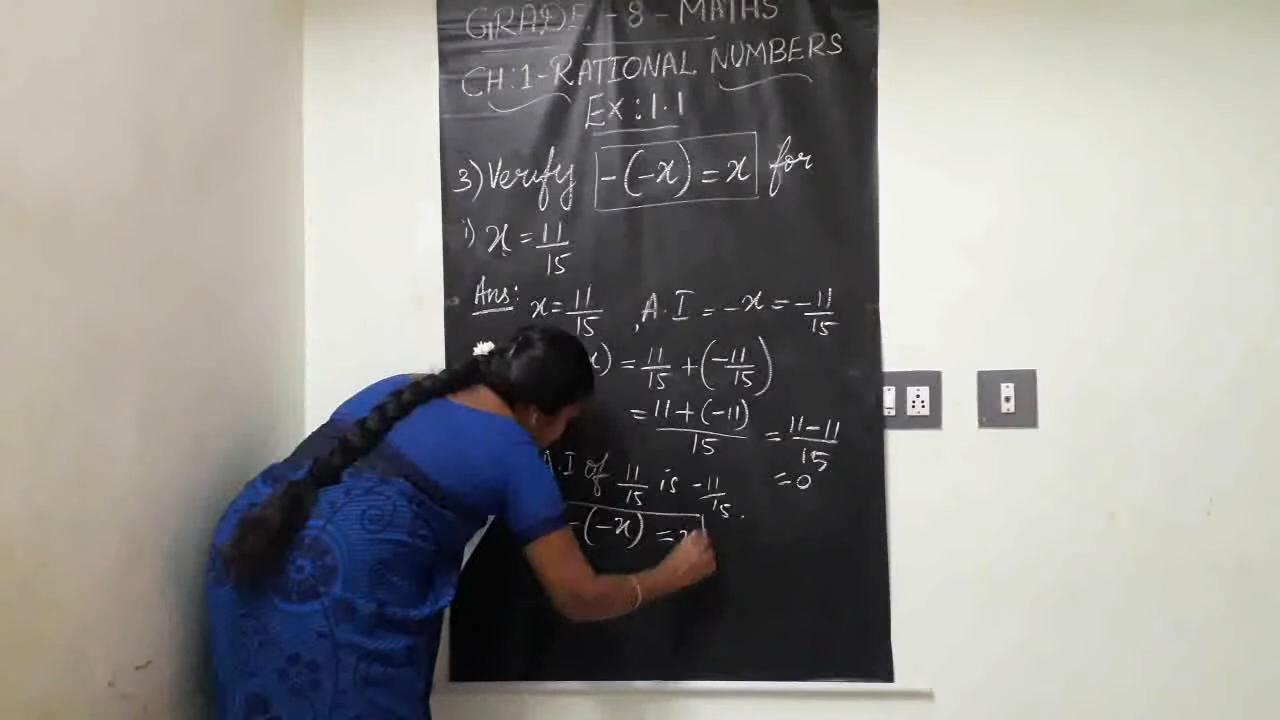 GRADE - 8 - MATHS
CH:1 - RATIONAL NUMBERS
Ex: 1.1
3) Verify -(-x) = x for
i) x = 11/15
Ans: x = 11/15, A.I = -x = -11/15
x) = 11/15 + (-11/15)
= 11 + (-11)/15 = 11-11/15
= 0
A.I of 11/15 is -11/15.
-(-x) = x